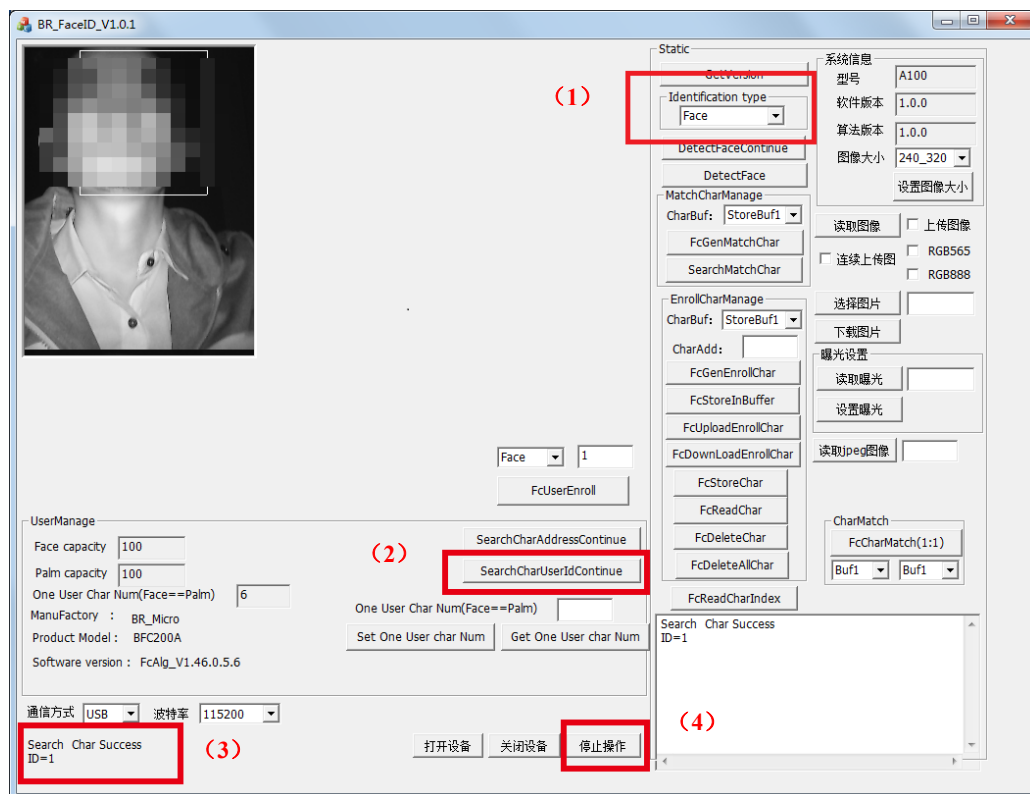 BR_FaceID_V1.0.1
（1）
Static
GetVersion
Identification type
Face
DetectFaceContinue
DetectFace
MatchCharManage
CharBuf: StoreBuf1
FcGenMatchChar
SearchMatchChar
EnrollCharManage
CharBuf: StoreBuf1
CharAdd:
FcGenEnrollChar
FcStoreInBuffer
FcUploadEnrollChar
FcDownLoadEnrollChar
FcStoreChar
FcReadChar
FcDeleteChar
FcDeleteAllChar
FcReadCharIndex
系统信息
型号 A100
软件版本 1.0.0
算法版本 1.0.0
图像大小 240_320
设置图像大小
读取图像 上传图像
连续上传图 RGB565
RGB888
选择图片
下载图片
曝光设置
读取曝光
设置曝光
读取jpeg图像
CharMatch
FcCharMatch(1:1)
Buf1 Buf1
Face 1
FcUserEnroll
UserManage
Face capacity 100
Palm capacity 100
One User Char Num(Face==Palm) 6
ManuFactory : BR_Micro
Product Model : BFC200A
Software version : FcAlg_V1.46.0.5.6
（2）
SearchCharAddressContinue
SearchCharUserIdContinue
One User Char Num(Face==Palm)
Set One User char Num Get One User char Num
通信方式 USB 波特率 115200
Search Char Success
ID=1
（3）
打开设备 关闭设备 停止操作
（4）
Search Char Success
ID=1